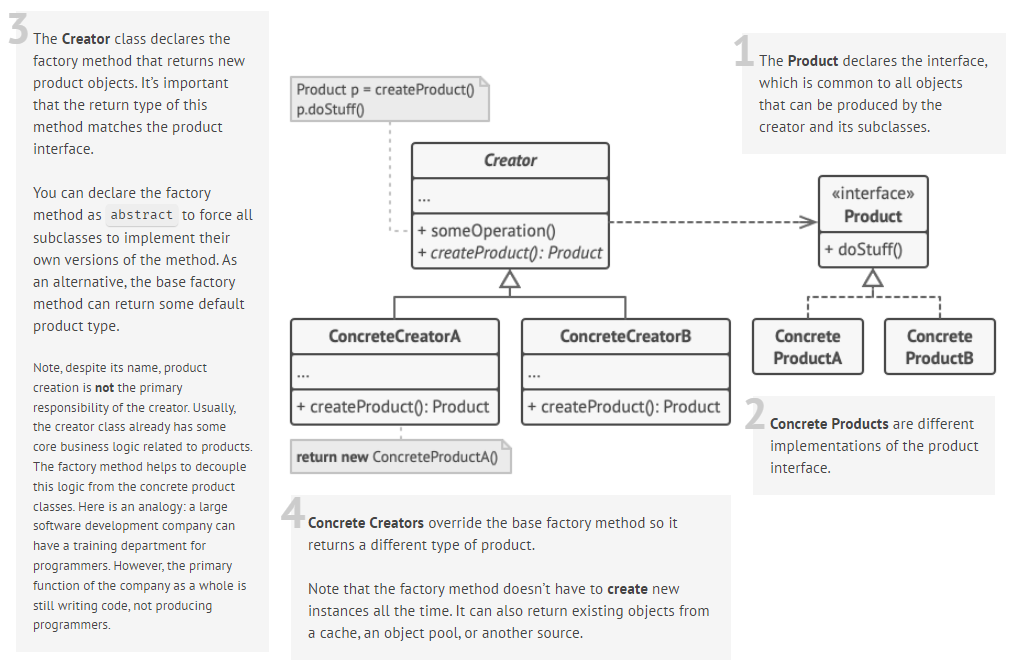 3
The Creator class declares the
factory method that returns new
product objects. It’s important
that the return type of this
method matches the product
interface.
You can declare the factory
method as abstract to force all
subclasses to implement their
own versions of the method. As
an alternative, the base factory
method can return some default
product type.
Note, despite its name, product
creation is not the primary
responsibility of the creator. Usually,
the creator class already has some
core business logic related to products.
The factory method helps to decouple
this logic from the concrete product
classes. Here is an analogy: a large
software development company can
have a training department for
programmers. However, the primary
function of the company as a whole is
still writing code, not producing
programmers.
Product p = createProduct()
p.doStuff()
Creator
...
+ someOperation()
+ createProduct(): Product
ConcreteCreatorA
...
+ createProduct(): Product
ConcreteCreatorB
...
+ createProduct(): Product
return new ConcreteProductA()
1
The Product declares the interface,
which is common to all objects
that can be produced by the
creator and its subclasses.
«interface»
Product
+ doStuff()
Concrete
ProductA
Concrete
ProductB
2
Concrete Products are different
implementations of the product
interface.
4
Concrete Creators override the base factory method so it
returns a different type of product.
Note that the factory method doesn’t have to create new
instances all the time. It can also return existing objects from
a cache, an object pool, or another source.